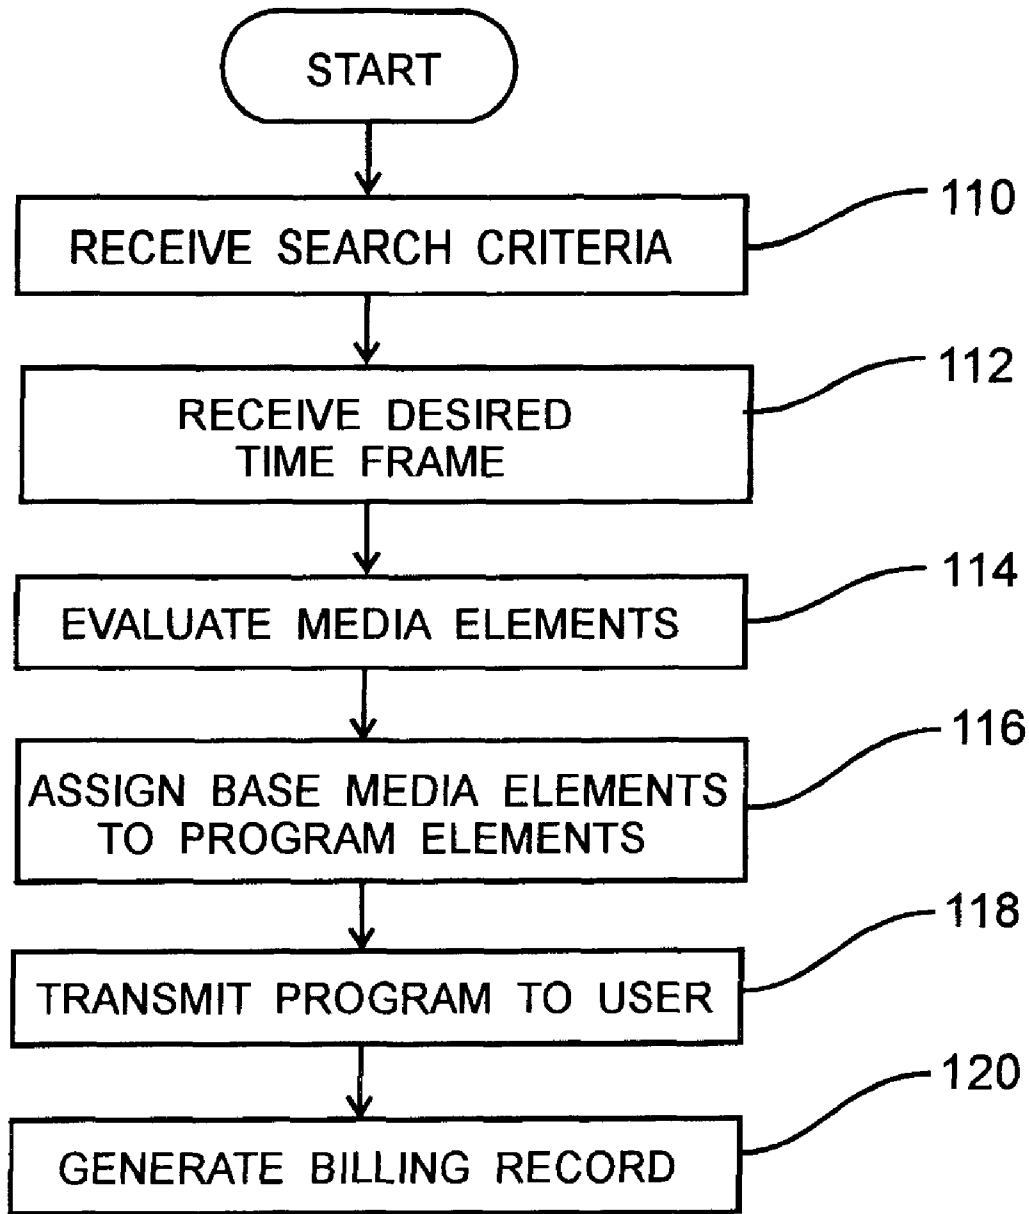 START
RECEIVE SEARCH CRITERIA
110
RECEIVE DESIRED
TIME FRAME
112
EVALUATE MEDIA ELEMENTS
114
ASSIGN BASE MEDIA ELEMENTS
TO PROGRAM ELEMENTS
116
TRANSMIT PROGRAM TO USER
118
GENERATE BILLING RECORD
120